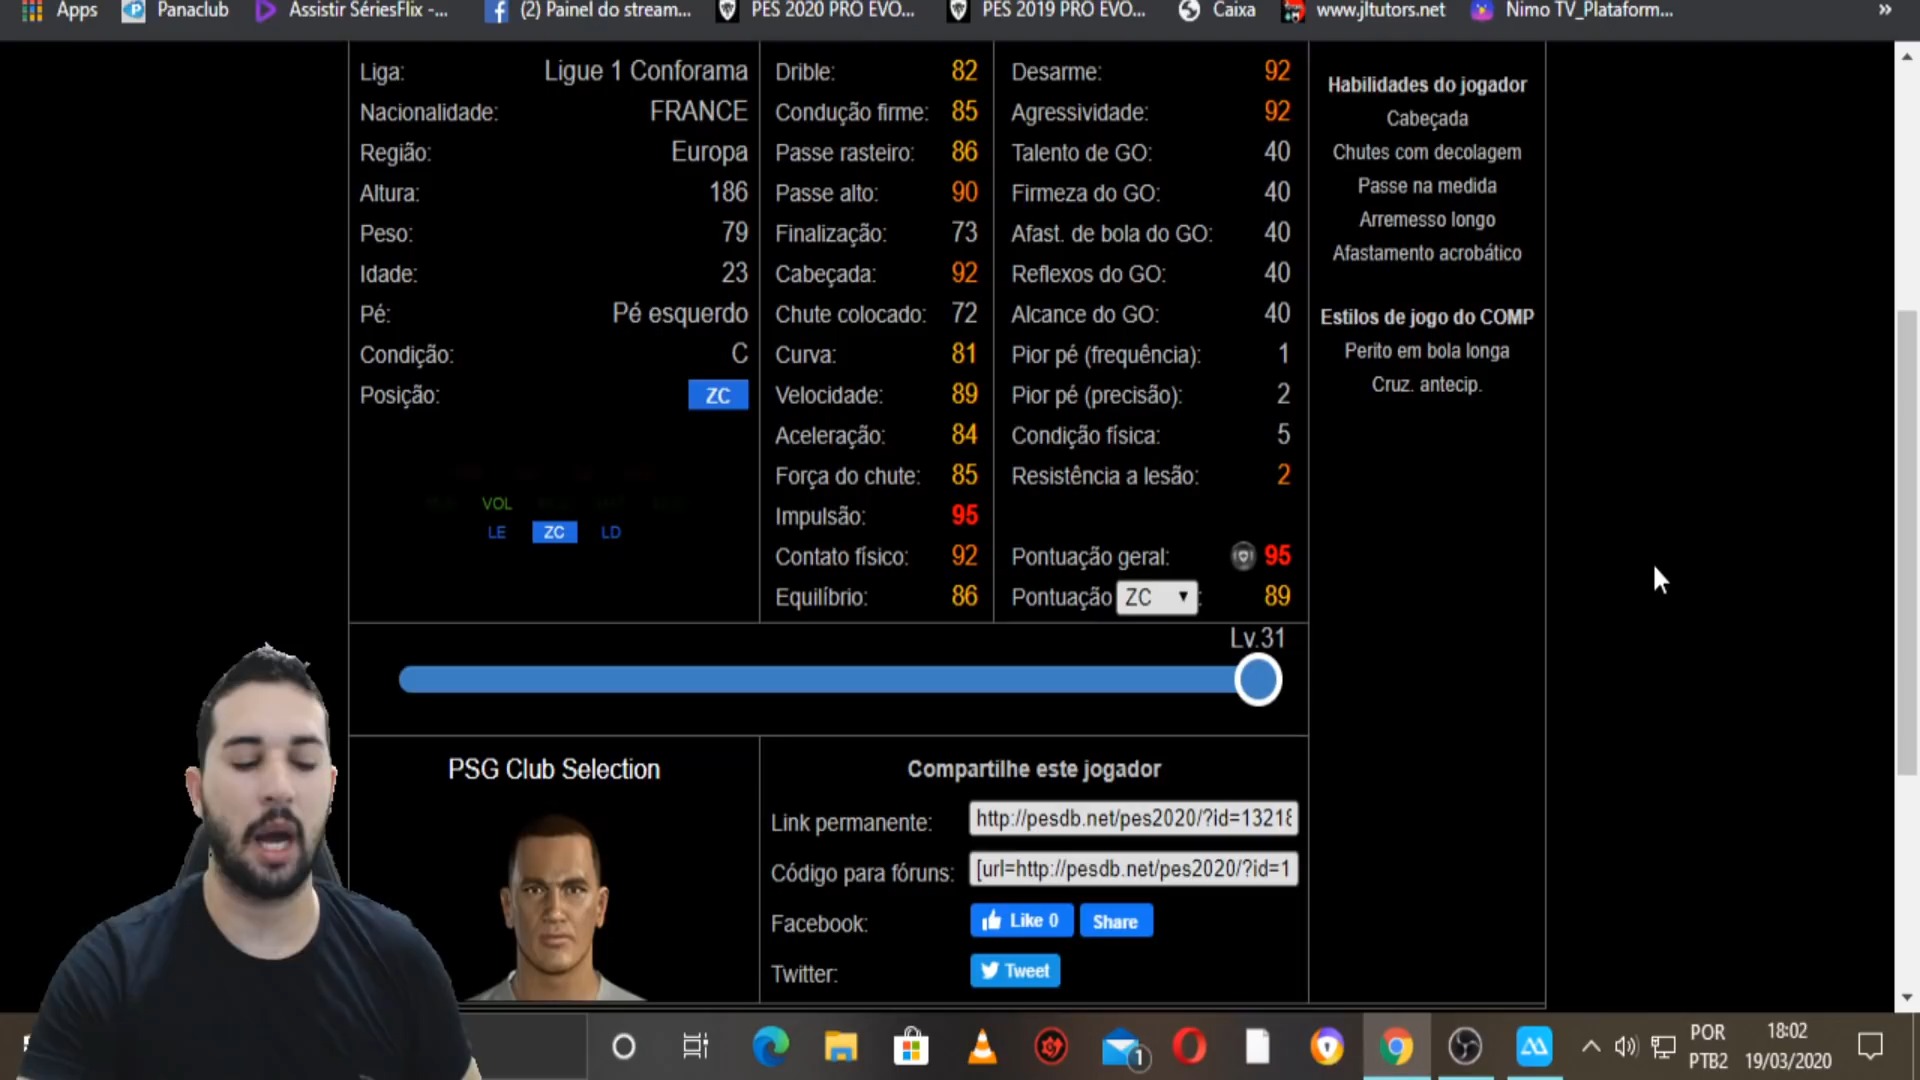 Apps Panaclub Assistir SériesFlix -... (2) Painel do stream... PES 2020 PRO EVO... PES 2019 PRO EVO... Caixa www.jltutors.net Nimo TV_Plataform... »
Liga: Ligue 1 Conforama
Nacionalidade: FRANCE
Região: Europa
Altura: 186
Peso: 79
Idade: 23
Pé: Pé esquerdo
Condição: C
Posição: ZC
VOL
LE ZC LD
Drible: 82
Condução firme: 85
Passe rasteiro: 86
Passe alto: 90
Finalização: 73
Cabeçada: 92
Chute colocado: 72
Curva: 81
Velocidade: 89
Aceleração: 84
Força do chute: 85
Impulsão: 95
Contato físico: 92
Equilíbrio: 86
Desarme: 92
Agressividade: 92
Talento de GO: 40
Firmeza do GO: 40
Afast. de bola do GO: 40
Reflexos do GO: 40
Alcance do GO: 40
Pior pé (frequência): 1
Pior pé (precisão): 2
Condição física: 5
Resistência a lesão: 2
Pontuação geral: 95
Pontuação ZC : 89
Habilidades do jogador
Cabeçada
Chutes com decolagem
Passe na medida
Arremesso longo
Afastamento acrobático
Estilos de jogo do COMP
Perito em bola longa
Cruz. antecip.
Lv.31
PSG Club Selection
Compartilhe este jogador
Link permanente: http://pesdb.net/pes2020/?id=13218
Código para fóruns: [url=http://pesdb.net/pes2020/?id=1
Facebook: Like 0 Share
Twitter: Tweet
1
POR
PTB2
18:02
19/03/2020